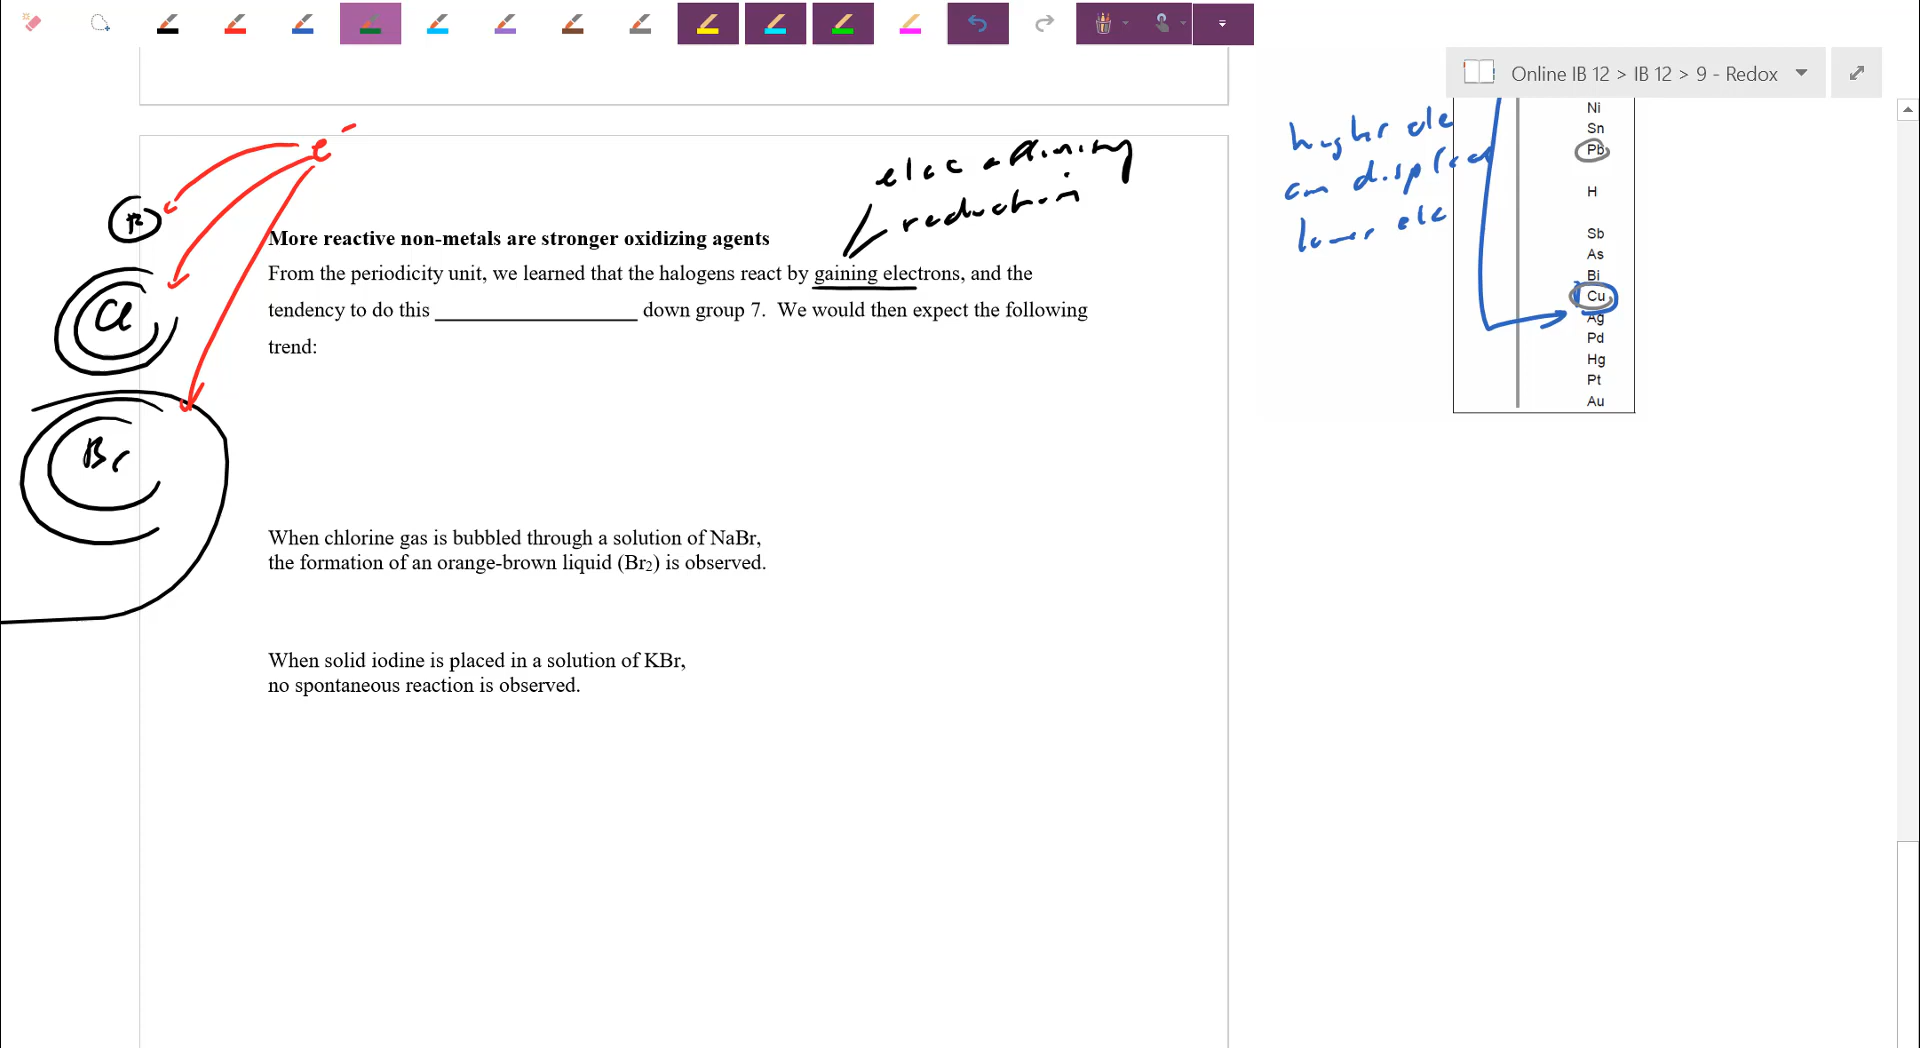 Online IB 12 > IB 12 > 9 - Redox
e-
elec affinity
reduction
F
Cl
Br
More reactive non-metals are stronger oxidizing agents
From the periodicity unit, we learned that the halogens react by gaining electrons, and the
tendency to do this ___________________ down group 7. We would then expect the following
trend:
When chlorine gas is bubbled through a solution of NaBr,
the formation of an orange-brown liquid (Br2) is observed.
When solid iodine is placed in a solution of KBr,
no spontaneous reaction is observed.
higher ele
can displace
lower ele
Ni
Sn
Pb
H
Sb
As
Bi
Cu
Ag
Pd
Hg
Pt
Au